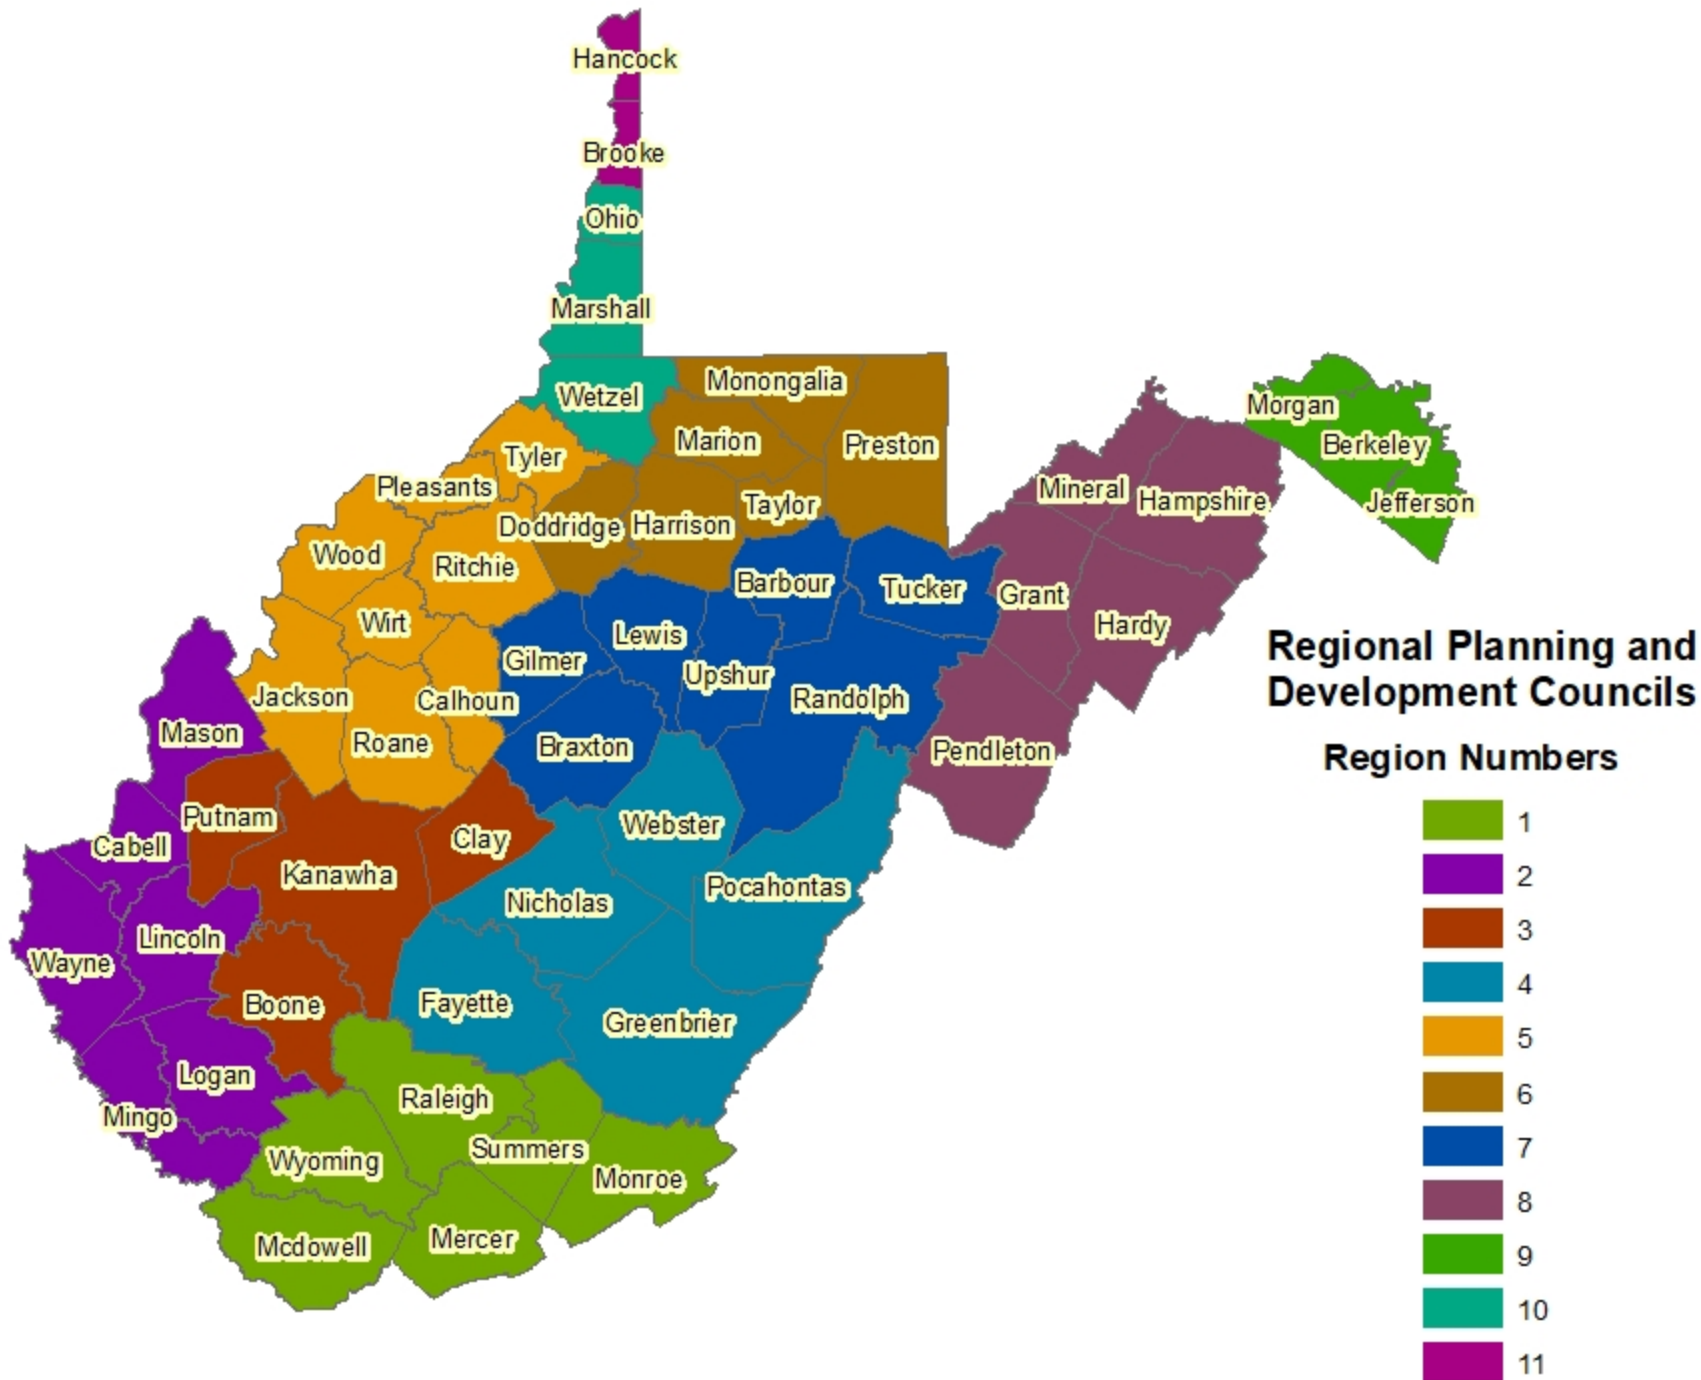 Hancock
Brooke
Ohio
Marshall
Wetzel
Monongalia
Marion
Preston
Tyler
Pleasants
Doddridge
Harrison
Taylor
Wood
Ritchie
Barbour
Tucker
Wirt
Lewis
Gilmer
Upshur
Randolph
Jackson
Calhoun
Roane
Braxton
Mason
Morgan
Berkeley
Jefferson
Mineral
Hampshire
Grant
Hardy
Pendleton
Putnam
Cabell
Clay
Kanawha
Webster
Pocahontas
Nicholas
Lincoln
Wayne
Boone
Fayette
Greenbrier
Logan
Mingo
Raleigh
Summers
Wyoming
Monroe
Mcdowell
Mercer
Regional Planning and
Development Councils
Region Numbers
1
2
3
4
5
6
7
8
9
10
11